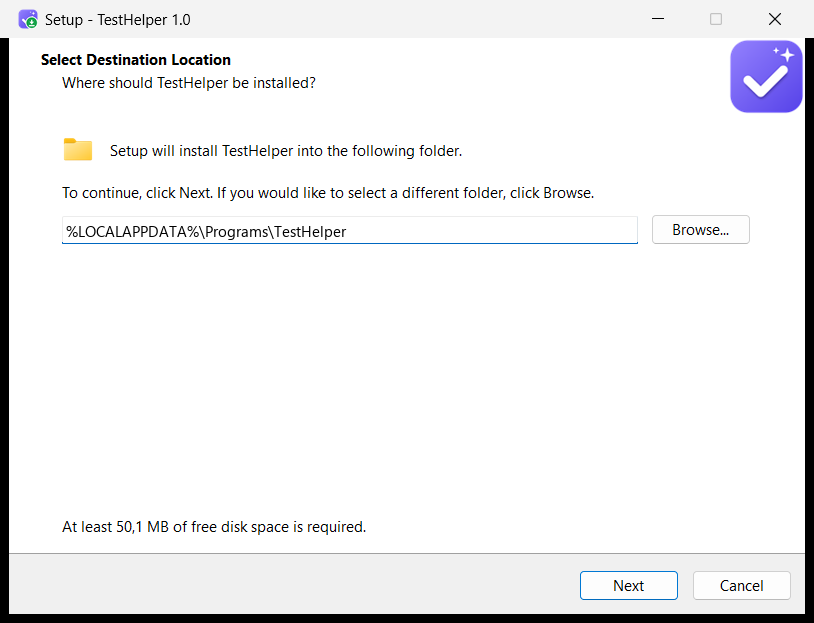 Setup - TestHelper 1.0
Select Destination Location
Where should TestHelper be installed?
Setup will install TestHelper into the following folder.
To continue, click Next. If you would like to select a different folder, click Browse.
%LOCALAPPDATA%\Programs\TestHelper
Browse...
At least 50,1 MB of free disk space is required.
Next
Cancel